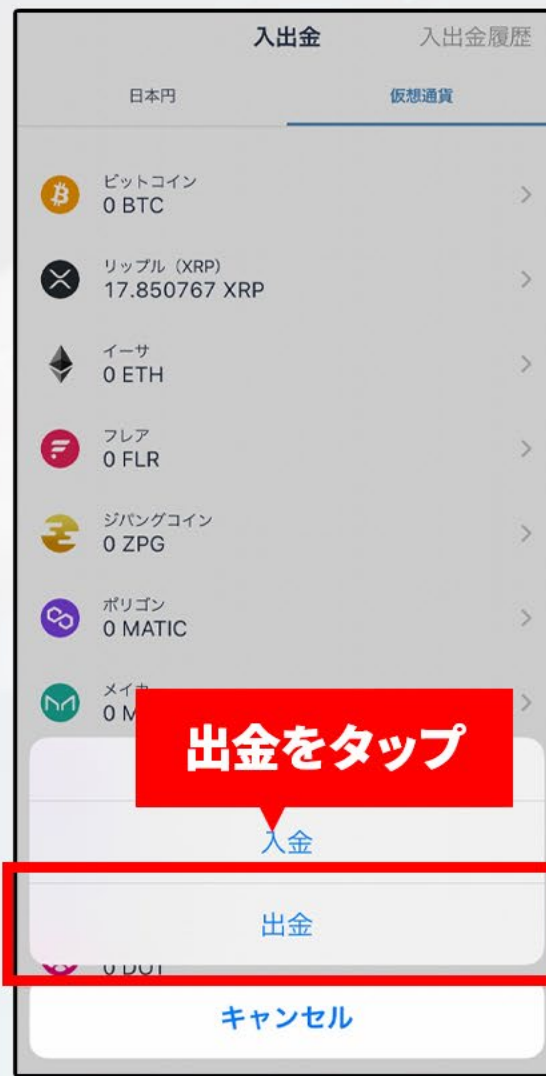 入出金
入出金履歴
日本円
仮想通貨
ビットコイン
0 BTC
リップル（XRP）
17.850767 XRP
イーサ
0 ETH
フレア
0 FLR
ジパングコイン
0 ZPG
ポリゴン
0 MATIC
0 M
出金をタップ
入金
出金
0 DOT
キャンセル